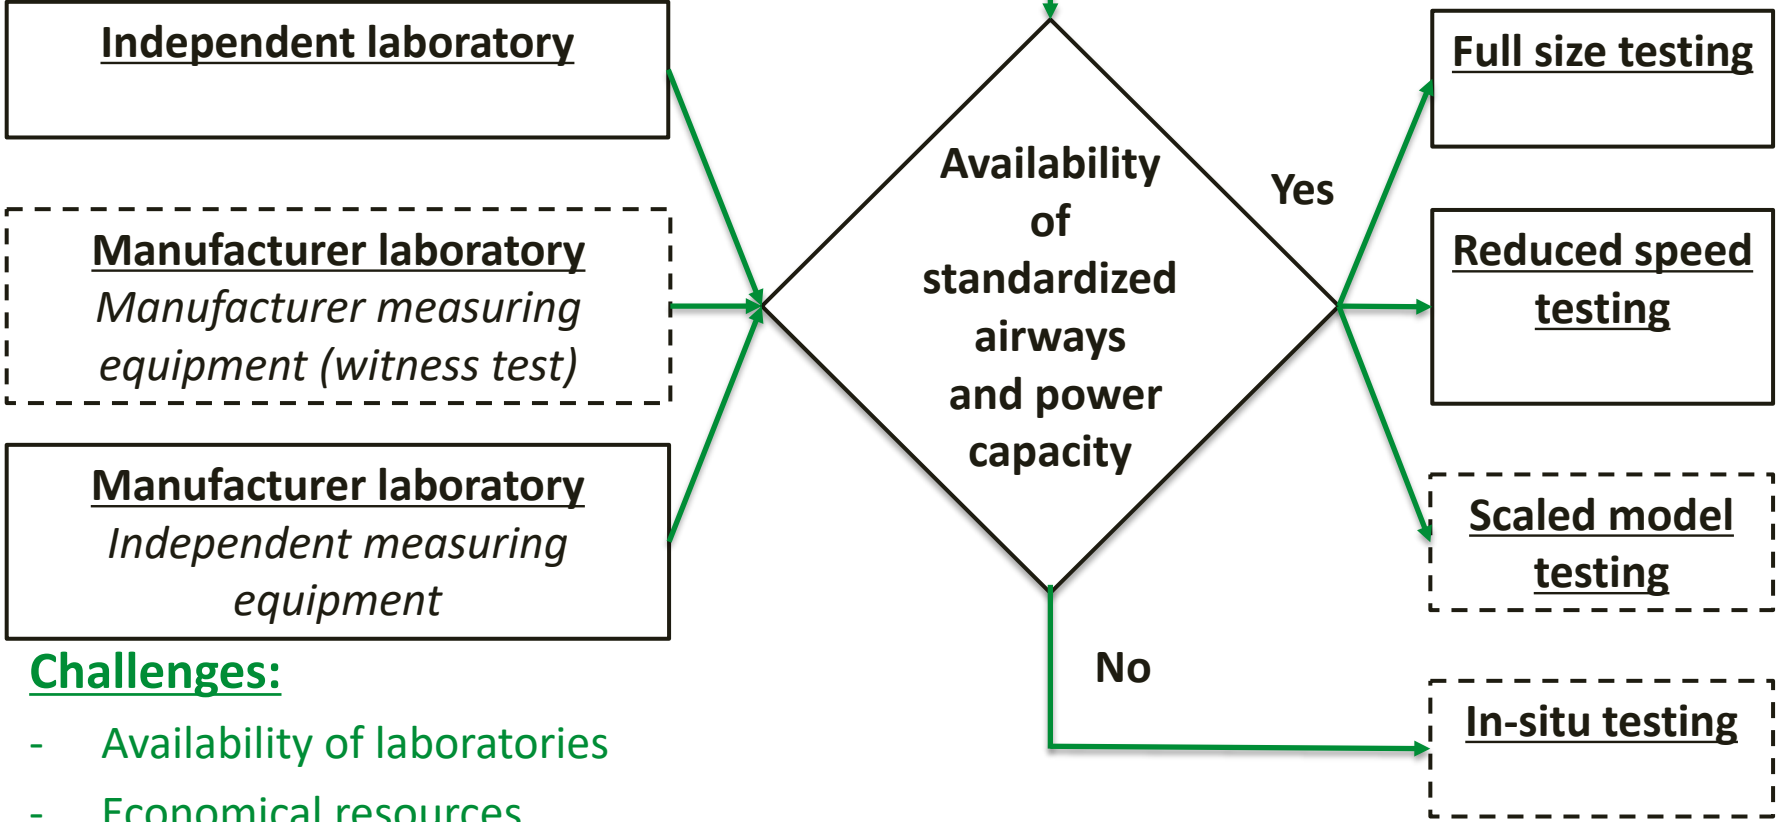 Independent laboratory
Manufacturer laboratory
Manufacturer measuring
equipment (witness test)
Manufacturer laboratory
Independent measuring
equipment
Availability
of
standardized
airways
and power
capacity
Yes
No
Full size testing
Reduced speed
testing
Scaled model
testing
In-situ testing
Challenges:
- Availability of laboratories
- Economical resources